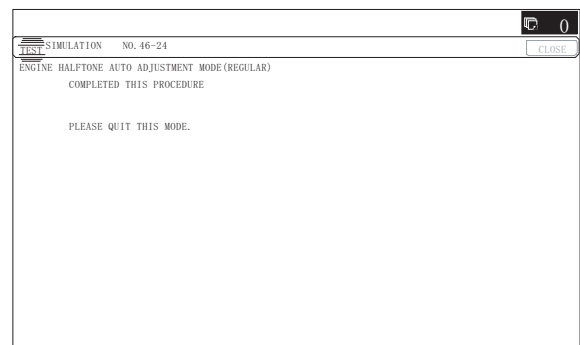 0
TEST SIMULATION NO. 46-24
CLOSE
ENGINE HALFTONE AUTO ADJUSTMENT MODE(REGULAR)
COMPLETED THIS PROCEDURE
PLEASE QUIT THIS MODE.